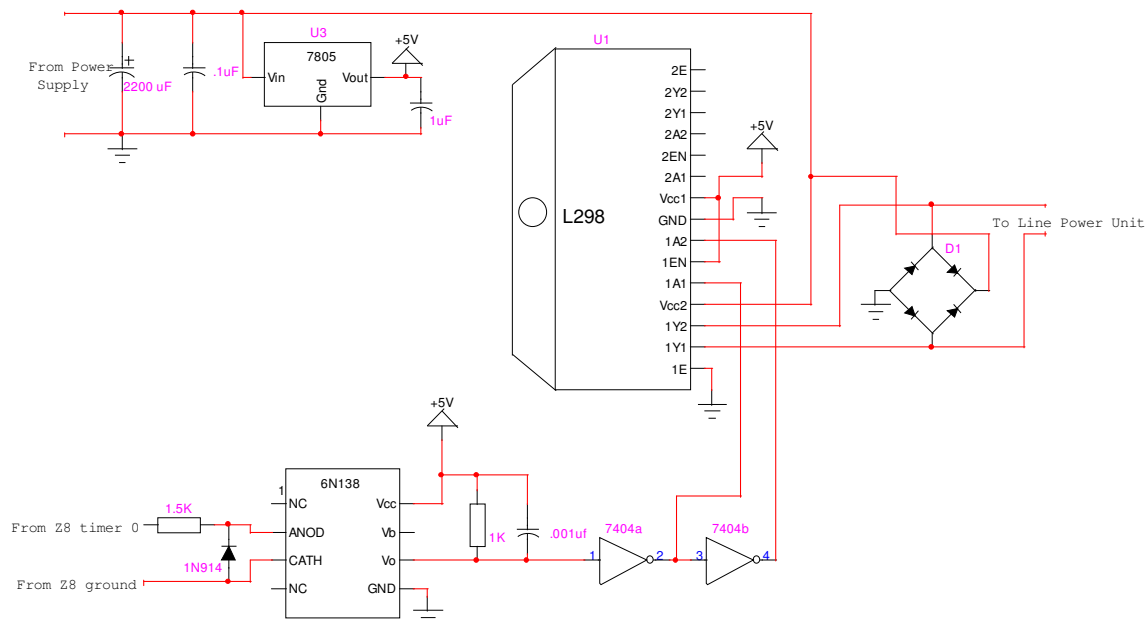 From Power
Supply
+
2200 uF
.1uF
U3
7805
Vin
Vout
Gnd
+5V
1uF
U1
L298
2E
2Y2
2Y1
2A2
2EN
2A1
Vcc1
GND
1A2
1EN
1A1
Vcc2
1Y2
1Y1
1E
+5V
To Line Power Unit
D1
+5V
6N138
1
NC
ANOD
CATH
NC
Vcc
Vb
Vo
GND
From Z8 timer 0
1.5K
1N914
From Z8 ground
1K
.001uf
7404a
1
2
7404b
3
4